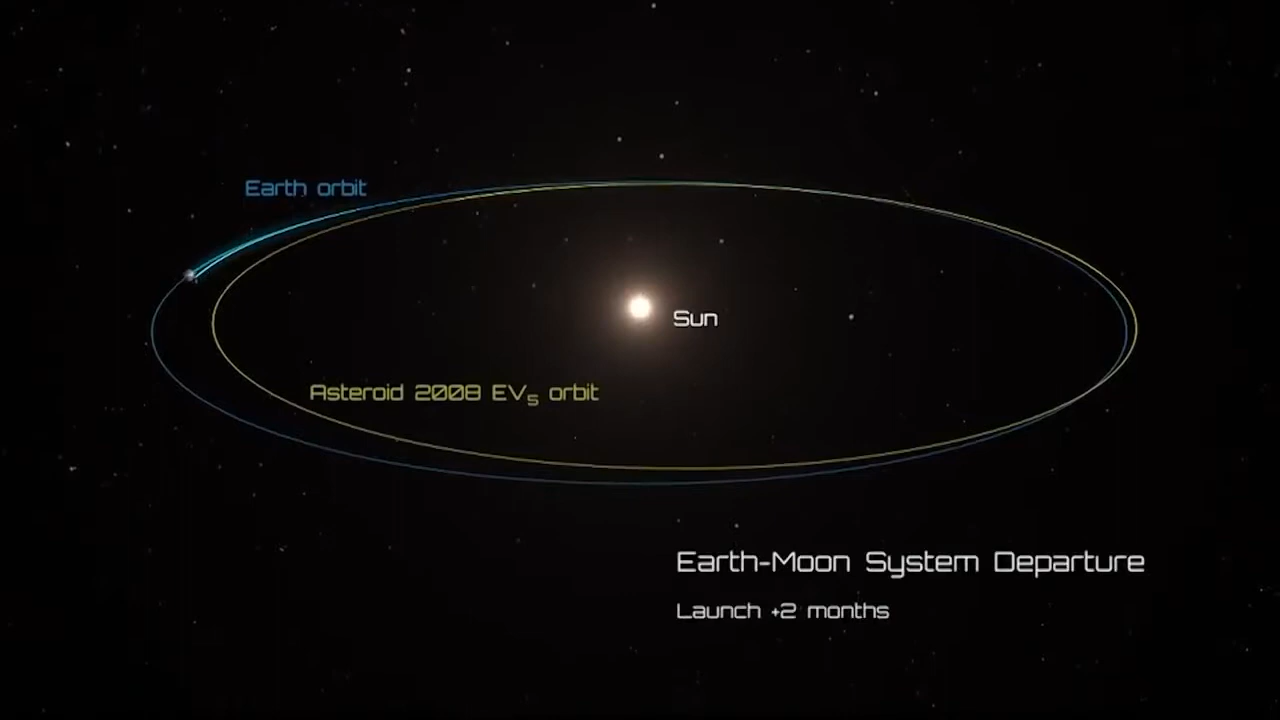 Earth orbit
Sun
Asteroid 2008 EV₅ orbit
Earth-Moon System Departure
Launch +2 months